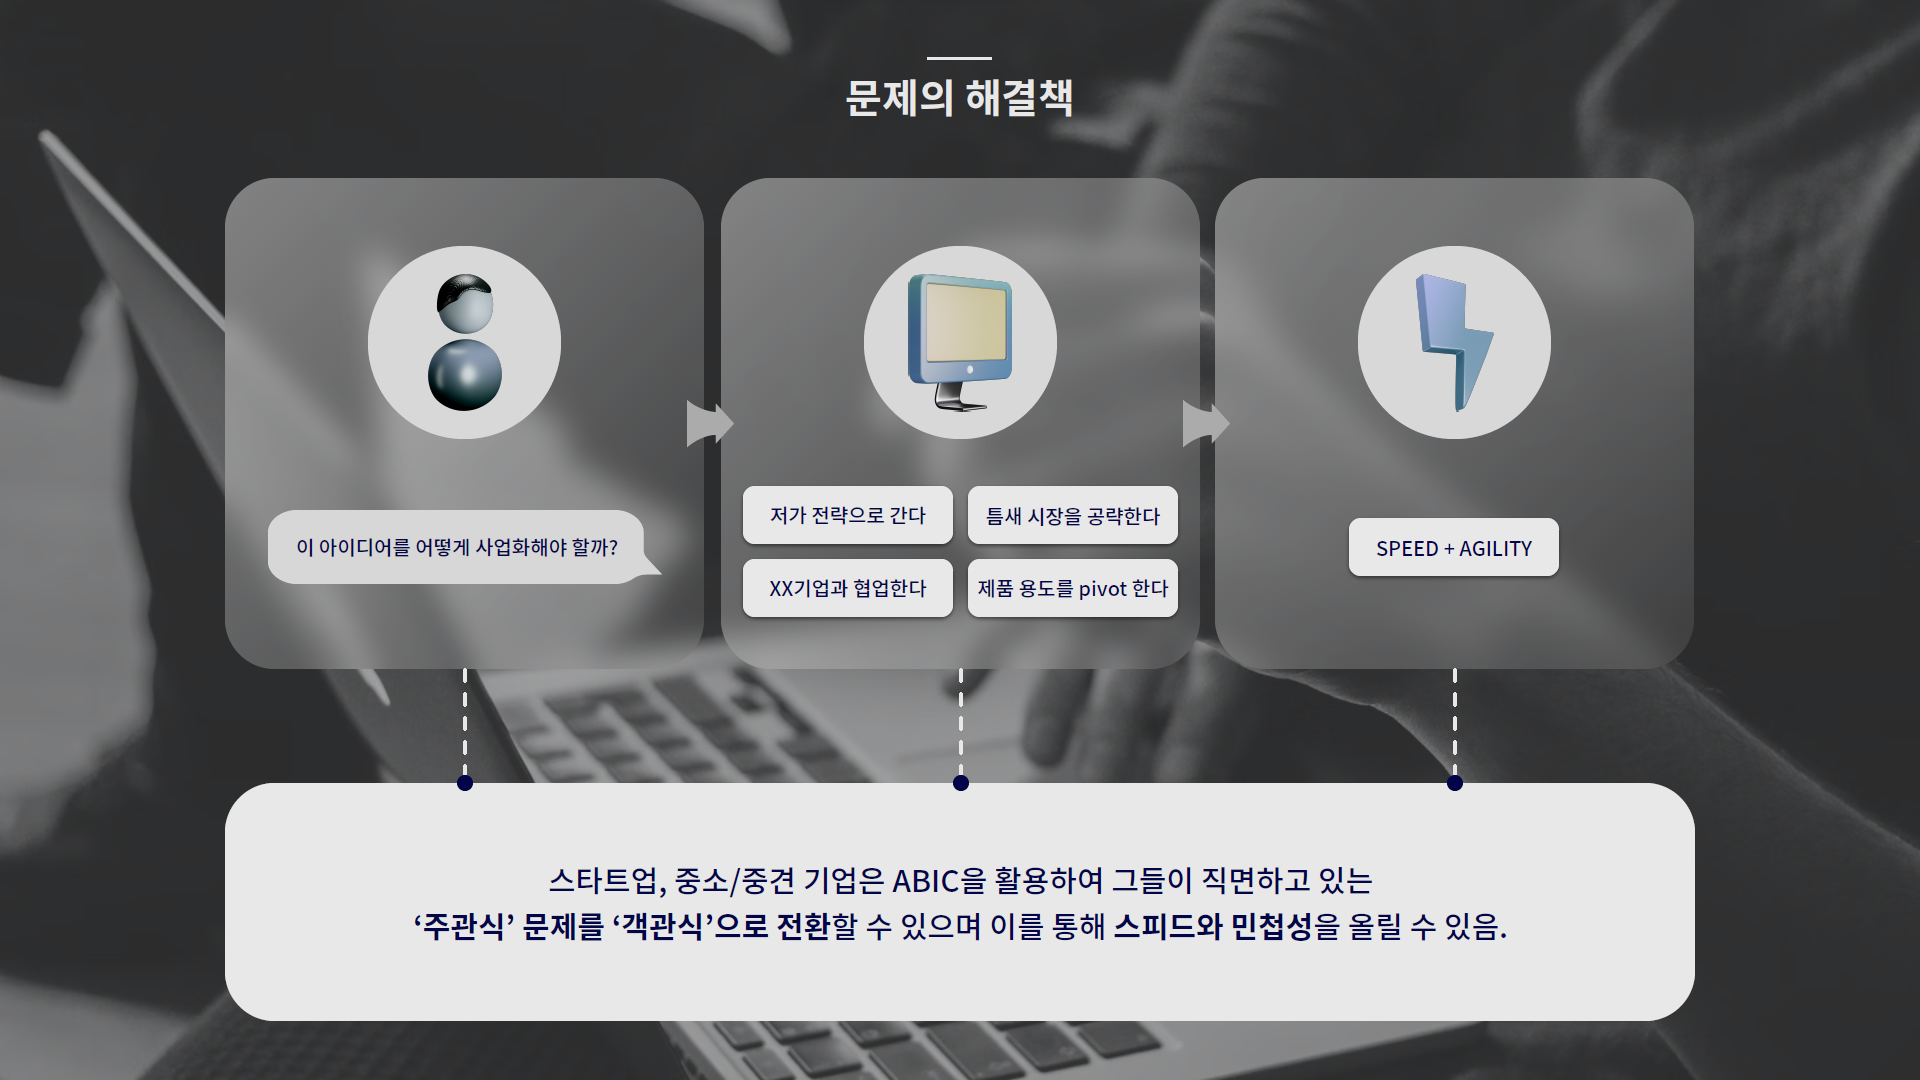 문제의 해결책
이 아이디어를 어떻게 사업화해야 할까?
저가 전략으로 간다
틈새 시장을 공략한다
XX기업과 협업한다
제품 용도를 pivot 한다
SPEED + AGILITY
스타트업, 중소/중견 기업은 ABIC을 활용하여 그들이 직면하고 있는
‘주관식’ 문제를 ‘객관식’으로 전환할 수 있으며 이를 통해 스피드와 민첩성을 올릴 수 있음.